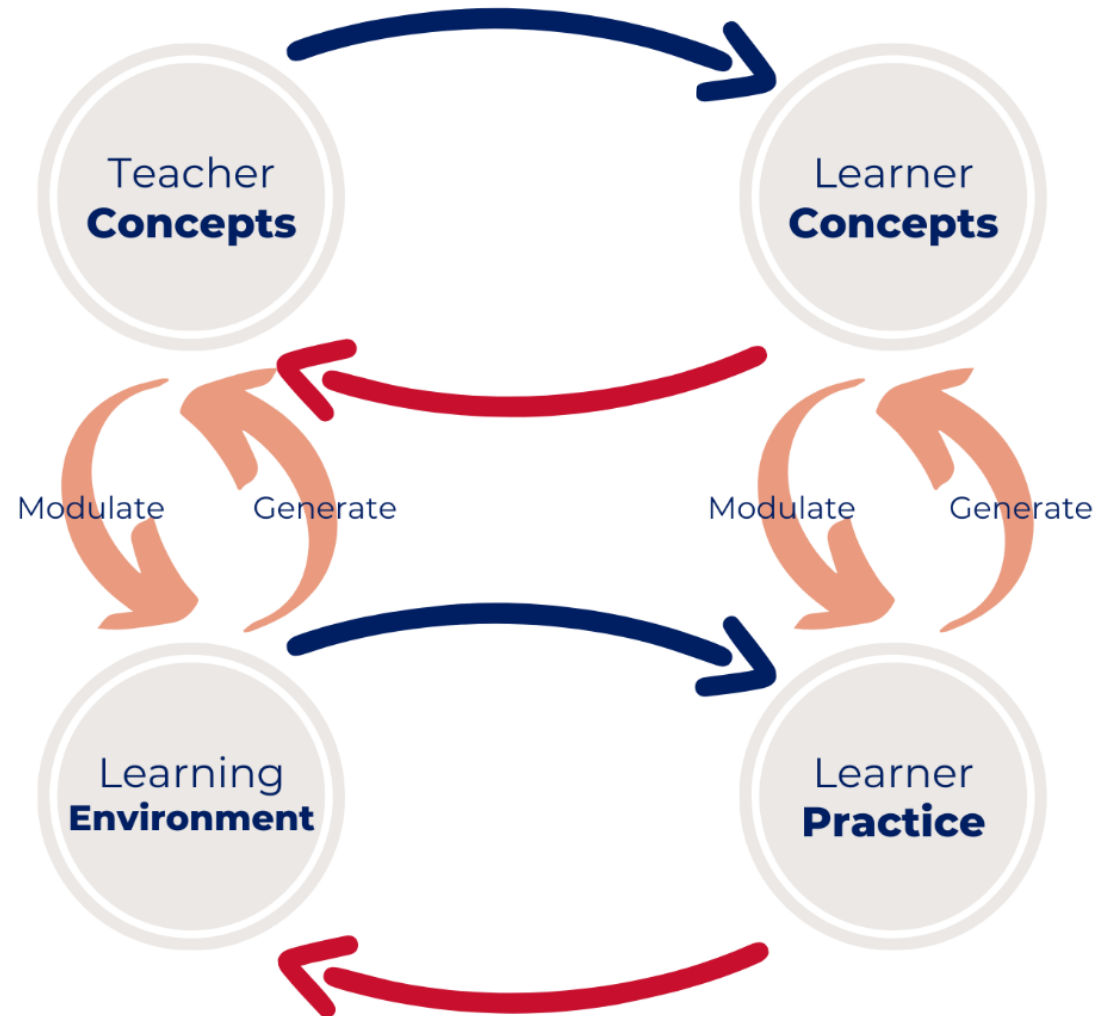 Teacher
Concepts
Learner
Concepts
Modulate
Generate
Modulate
Generate
Learning
Environment
Learner
Practice